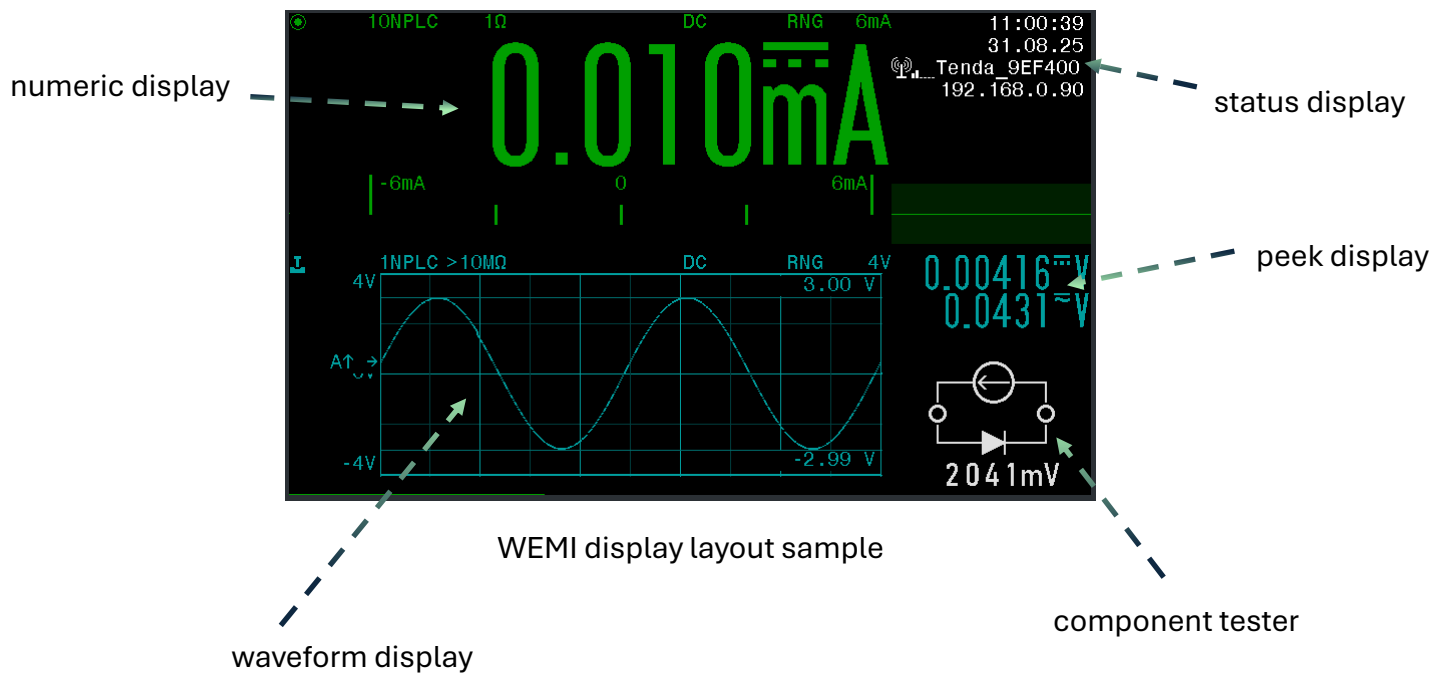 10NPLC 1Ω DC RNG 6mA
0.010mA
11:00:39
31.08.25
Tenda_9EF400
192.168.0.90
numeric display
status display
-6mA 0 6mA
peek display
1NPLC >10MΩ DC RNG 4V
4V
3.00 V
0.00416V
0.0431V
A↑ →
-4V
-2.99 V
2041mV
WEMI display layout sample
component tester
waveform display